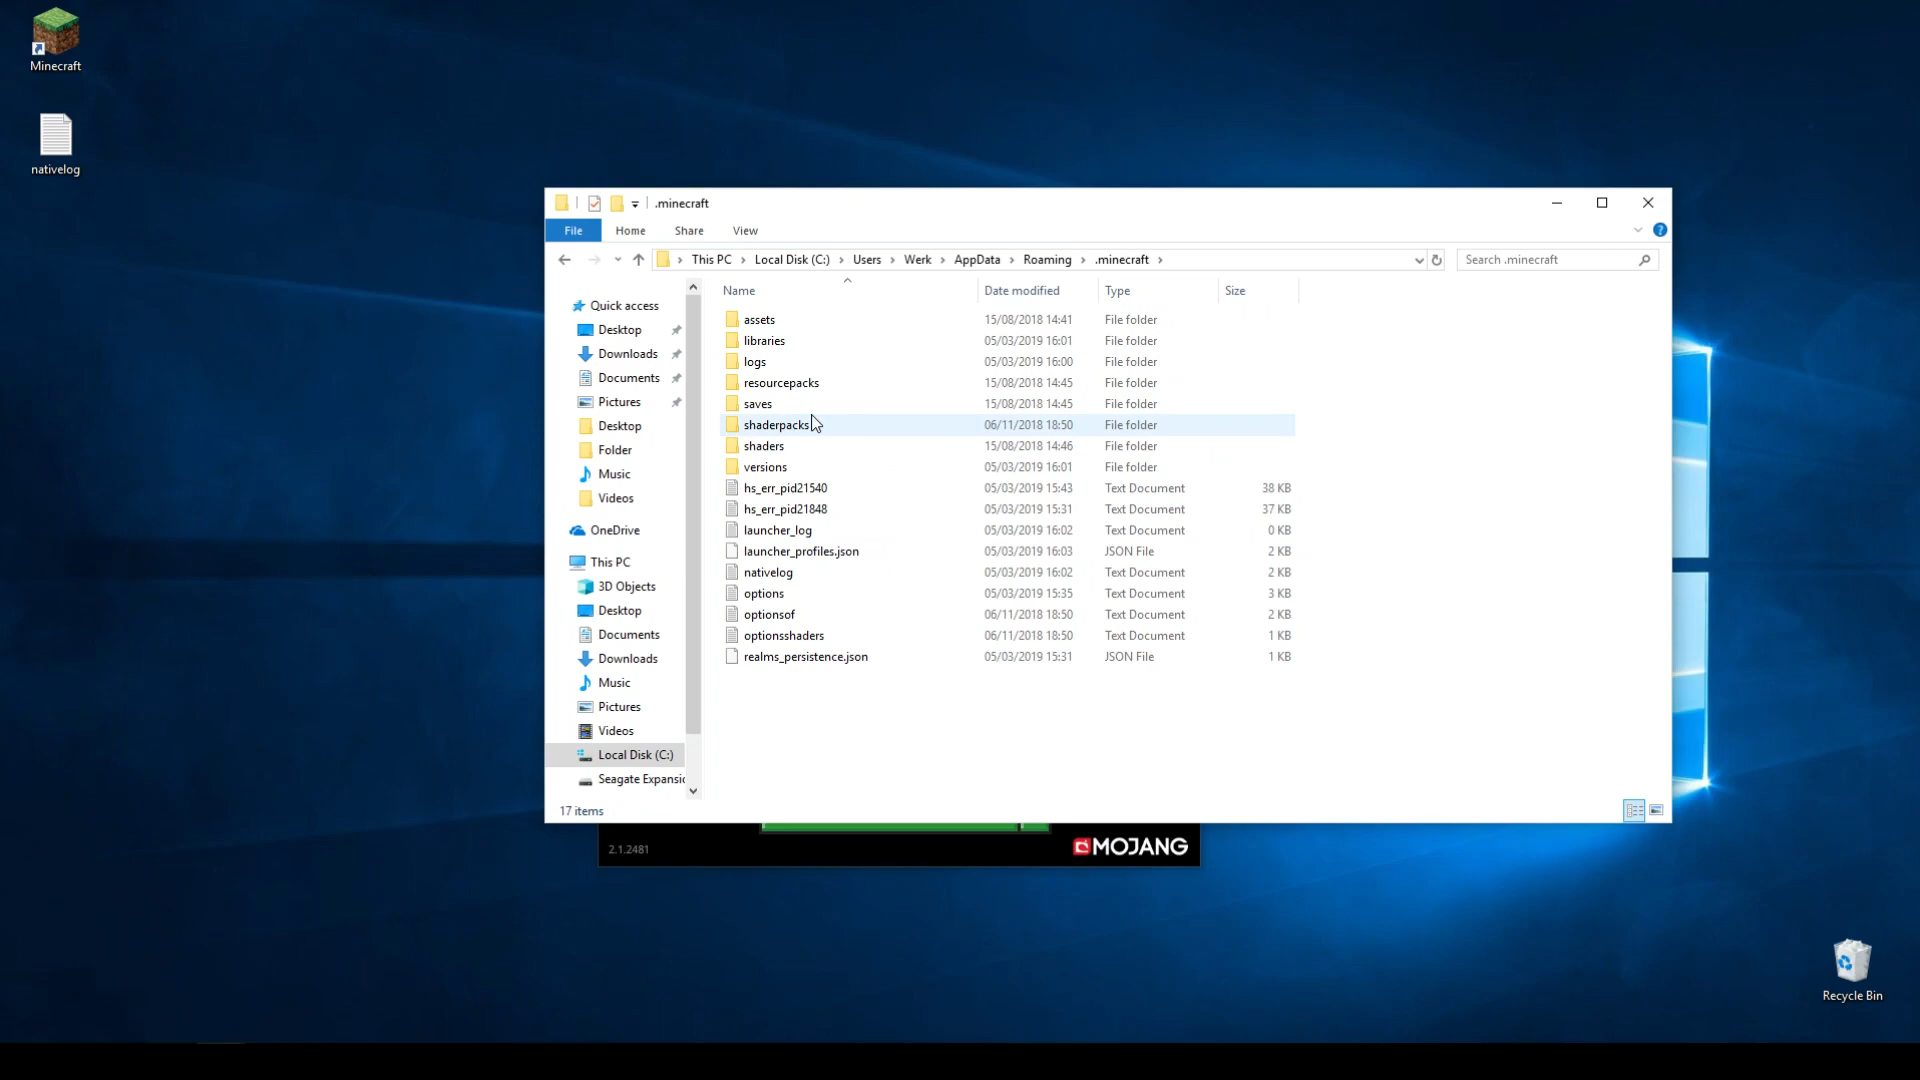 Minecraft
nativelog
.minecraft
File Home Share View
This PC Local Disk (C:) Users Werk AppData Roaming .minecraft
Search .minecraft
Name Date modified Type Size
Quick access
Desktop
Downloads
Documents
Pictures
Desktop
Folder
Music
Videos
OneDrive
This PC
3D Objects
Desktop
Documents
Downloads
Music
Pictures
Videos
Local Disk (C:)
Seagate Expansic
assets 15/08/2018 14:41 File folder
libraries 05/03/2019 16:01 File folder
logs 05/03/2019 16:00 File folder
resourcepacks 15/08/2018 14:45 File folder
saves 15/08/2018 14:45 File folder
shaderpacks 06/11/2018 18:50 File folder
shaders 15/08/2018 14:46 File folder
versions 05/03/2019 16:01 File folder
hs_err_pid21540 05/03/2019 15:43 Text Document 38 KB
hs_err_pid21848 05/03/2019 15:31 Text Document 37 KB
launcher_log 05/03/2019 16:02 Text Document 0 KB
launcher_profiles.json 05/03/2019 16:03 JSON File 2 KB
nativelog 05/03/2019 16:02 Text Document 2 KB
options 05/03/2019 15:35 Text Document 3 KB
optionsof 06/11/2018 18:50 Text Document 2 KB
optionsshaders 06/11/2018 18:50 Text Document 1 KB
realms_persistence.json 05/03/2019 15:31 JSON File 1 KB
17 items
2.1.2481
MOJANG
Recycle Bin